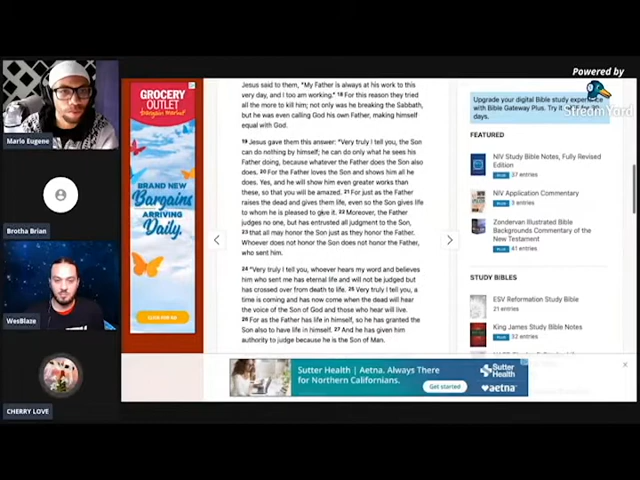 Powered by
StreamYard
Mario Eugene
Brotha Brian
WesBlaze
CHERRY LOVE
GROCERY
OUTLET
bargain market
BRAND NEW
Bargains
ARRIVING
Daily.
Jesus said to them, "My Father is always at his work to this
very day, and I too am working." 18 For this reason they tried
all the more to kill him; not only was he breaking the Sabbath,
but he was even calling God his own Father, making himself
equal with God.
19 Jesus gave them this answer: "Very truly I tell you, the Son
can do nothing by himself; he can do only what he sees his
Father doing, because whatever the Father does the Son also
does. 20 For the Father loves the Son and shows him all he
does. Yes, and he will show him even greater works than
these, so that you will be amazed. 21 For just as the Father
raises the dead and gives them life, even so the Son gives life
to whom he is pleased to give it. 22 Moreover, the Father
judges no one, but has entrusted all judgment to the Son,
23 that all may honor the Son just as they honor the Father.
Whoever does not honor the Son does not honor the Father,
who sent him.
24 "Very truly I tell you, whoever hears my word and believes
him who sent me has eternal life and will not be judged but
has crossed over from death to life. 25 Very truly I tell you, a
time is coming and has now come when the dead will hear
the voice of the Son of God and those who hear will live.
26 For as the Father has life in himself, so he has granted the
Son also to have life in himself. 27 And he has given him
authority to judge because he is the Son of Man.
Upgrade your digital Bible study experience
with Bible Gateway Plus. Try it
days.
FEATURED
NIV Study Bible Notes, Fully Revised
Edition
PLUS 37 entries
NIV Application Commentary
PLUS 3 entries
Zondervan Illustrated Bible
Backgrounds Commentary of the
New Testament
PLUS 41 entries
STUDY BIBLES
ESV Reformation Study Bible
21 entries
King James Study Bible Notes
PLUS 32 entries
Sutter Health | Aetna. Always There
for Northern Californians.
Get started
Sutter
Health
aetna